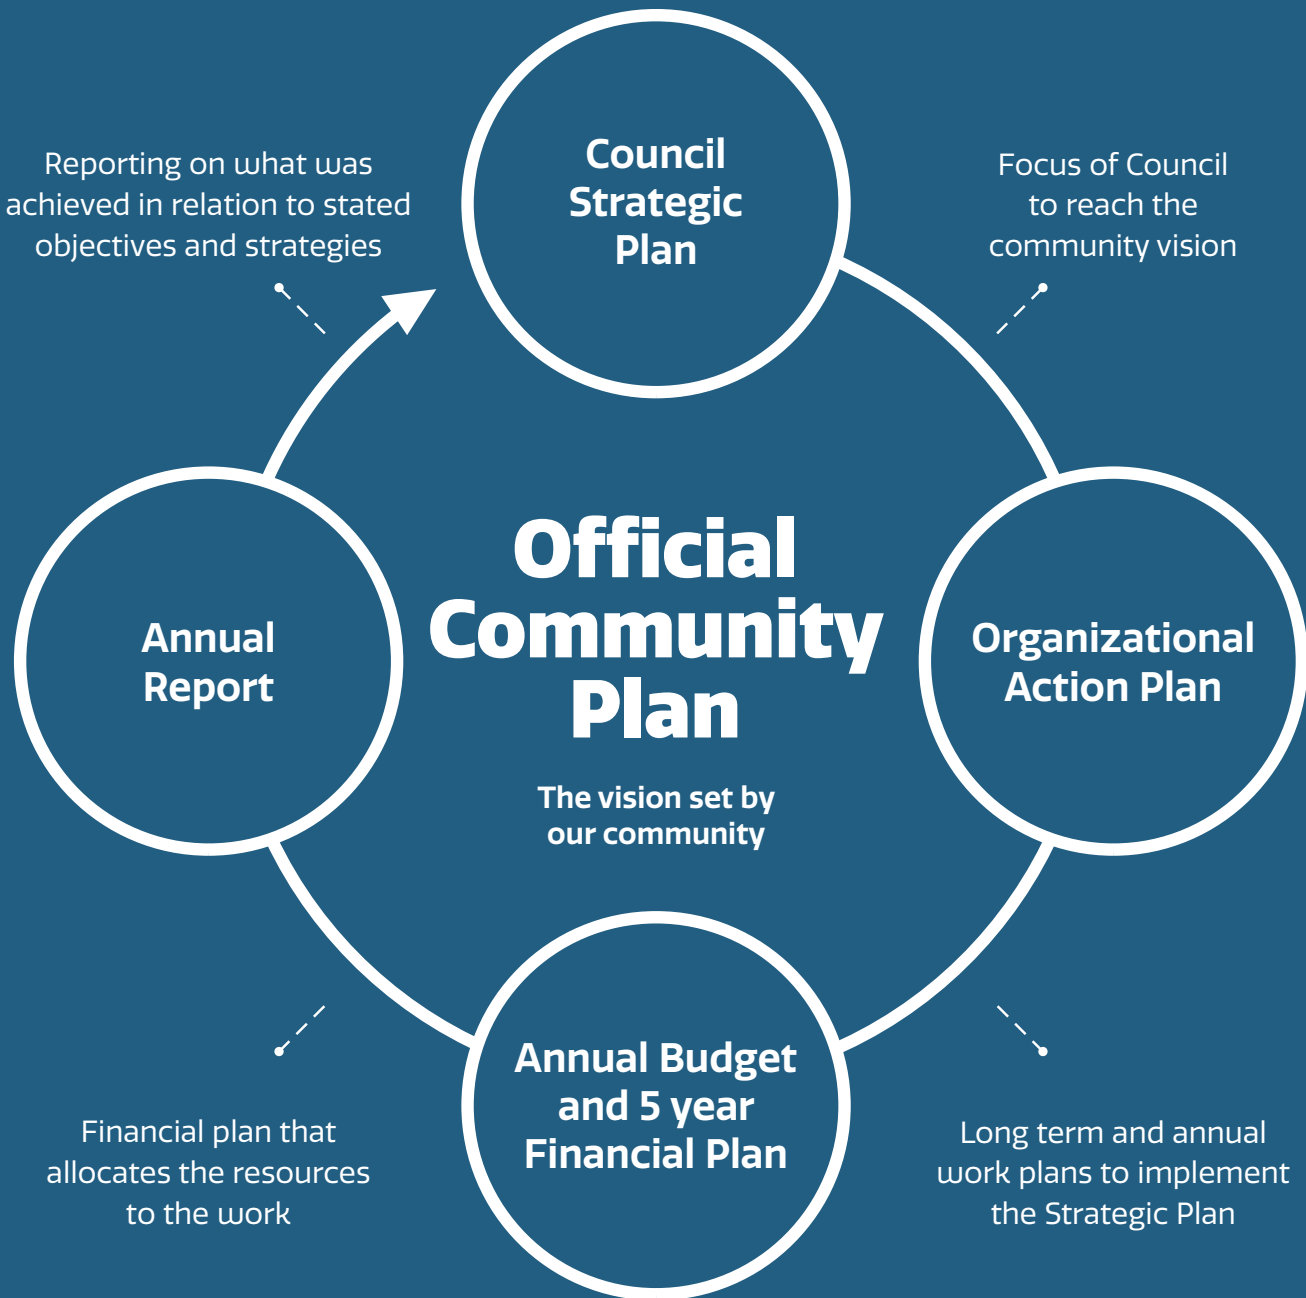 Council
Strategic
Plan
Focus of Council
to reach the
community vision
Organizational
Action Plan
Long term and annual
work plans to implement
the Strategic Plan
Annual Budget
and 5 year
Financial Plan
Financial plan that
allocates the resources
to the work
Annual
Report
Reporting on what was
achieved in relation to stated
objectives and strategies
Official
Community
Plan
The vision set by
our community